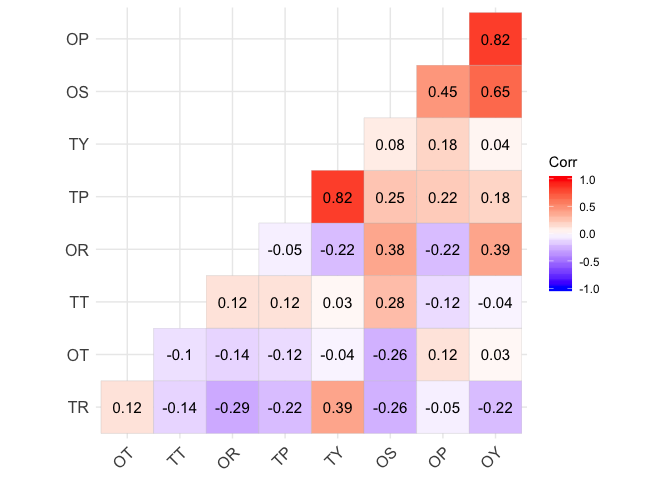 OP 0.82
OS 0.45 0.65
TY 0.08 0.18 0.04
Corr
TP 0.82 0.25 0.22 0.18 1.0
0.5
OR -0.05 -0.22 0.38 -0.22 0.39 0.0
-0.5
TT 0.12 0.12 0.03 0.28 -0.12 -0.04 -1.0
OT -0.1 -0.14 -0.12 -0.04 -0.26 0.12 0.03
TR 0.12 -0.14 -0.29 -0.22 0.39 -0.26 -0.05 -0.22
OT TT OR TP TY OS OP OY